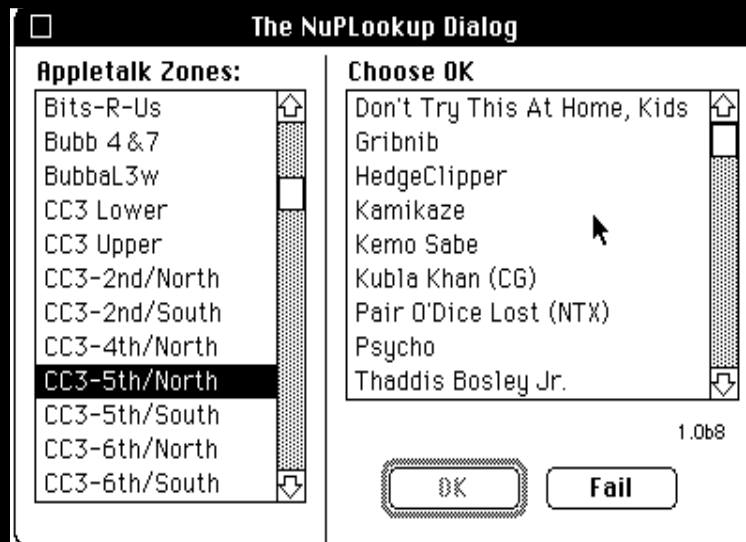 The NuPLookup Dialog
Appletalk Zones:
Bits-R-Us
Bubb 4&7
BubbaL3w
CC3 Lower
CC3 Upper
CC3-2nd/North
CC3-2nd/South
CC3-4th/North
CC3-5th/North
CC3-5th/South
CC3-6th/North
CC3-6th/South
Choose OK
Don't Try This At Home, Kids
Gribnib
HedgeClipper
Kamikaze
Kemo Sabe
Kubla Khan (CG)
Pair O'Dice Lost (NTX)
Psycho
Thaddis Bosley Jr.
1.0b8
OK
Fail